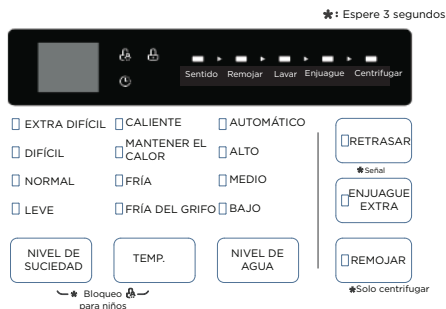 *: Espere 3 segundos
Sentido Remojar Lavar Enjuague Centrifugar
EXTRA DIFÍCIL CALIENTE AUTOMÁTICO
DIFÍCIL MANTENER EL CALOR ALTO
NORMAL FRÍA MEDIO
LEVE FRÍA DEL GRIFO BAJO
RETRASAR
*Señal
ENJUAGUE
EXTRA
NIVEL DE
SUCIEDAD
TEMP.
NIVEL DE
AGUA
REMOJAR
*Solo centrifugar
* Bloqueo
para niños